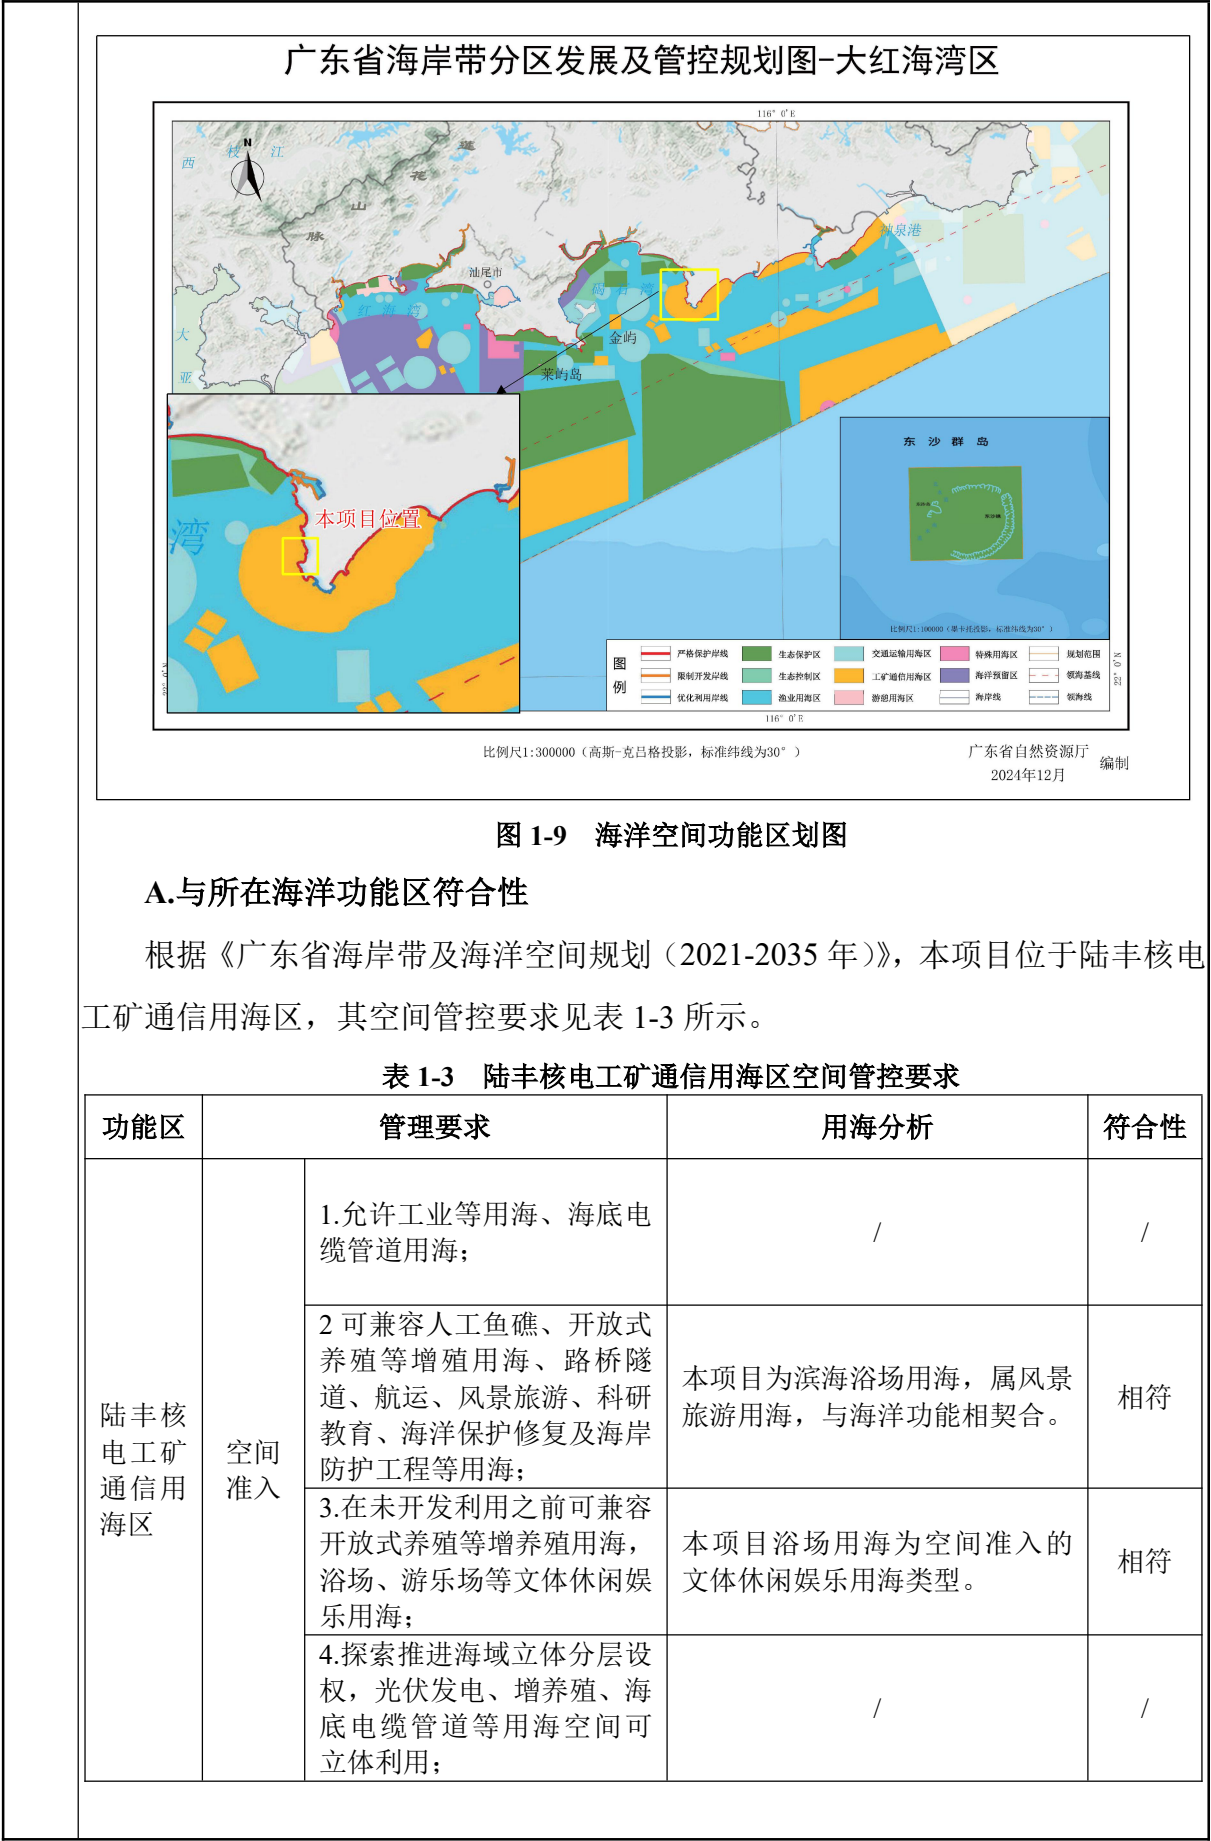 广东省海岸带分区发展及管控规划图-大红海湾区
116° 0′E
N
西 枝 江
莲
花
山
脉
汕尾市
神泉港
碣 石 湾
红 海 湾
大
亚
金屿
菜屿岛
东 沙 群 岛
湾
本项目位置
比例尺1:100000（墨卡托投影，标准纬线为30°）
图
例
严格保护岸线 生态保护区 交通运输用海区 特殊用海区 规划范围
限制开发岸线 生态控制区 工矿通信用海区 海洋预留区 领海基线
优化利用岸线 渔业用海区 游憩用海区 海岸线 领海线
22° 0′N
22° 0′N
116° 0′E
比例尺1:300000（高斯-克吕格投影，标准纬线为30°）
广东省自然资源厅
2024年12月
编制
图 1-9 海洋空间功能区划图
A.与所在海洋功能区符合性
根据《广东省海岸带及海洋空间规划（2021-2035 年）》，本项目位于陆丰核电
工矿通信用海区，其空间管控要求见表 1-3 所示。
表 1-3 陆丰核电工矿通信用海区空间管控要求
功能区 管理要求 用海分析 符合性
陆丰核
电工矿
通信用
海区
空间
准入
1.允许工业等用海、海底电
缆管道用海；
/ /
2 可兼容人工鱼礁、开放式
养殖等增殖用海、路桥隧
道、航运、风景旅游、科研
教育、海洋保护修复及海岸
防护工程等用海；
本项目为滨海浴场用海，属风景
旅游用海，与海洋功能相契合。
相符
3.在未开发利用之前可兼容
开放式养殖等增养殖用海，
浴场、游乐场等文体休闲娱
乐用海；
本项目浴场用海为空间准入的
文体休闲娱乐用海类型。
相符
4.探索推进海域立体分层设
权，光伏发电、增养殖、海
底电缆管道等用海空间可
立体利用；
/ /